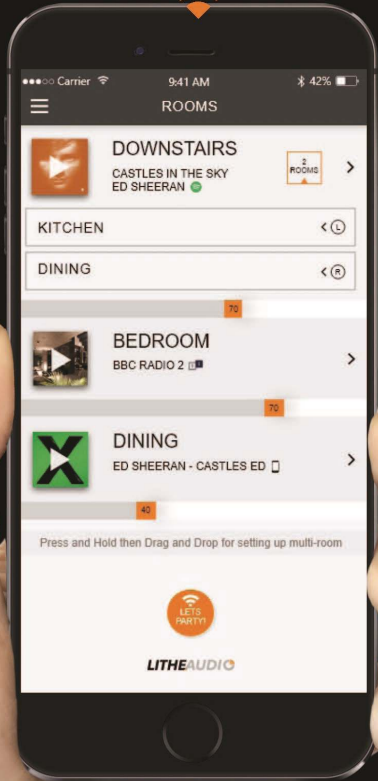 Carrier 9:41 AM 42%
ROOMS
DOWNSTAIRS
CASTLES IN THE SKY
ED SHEERAN
2
ROOMS
KITCHEN
< L
DINING
< R
70
BEDROOM
BBC RADIO 2
70
DINING
ED SHEERAN - CASTLES ED
40
Press and Hold then Drag and Drop for setting up multi-room
LETS
PARTY!
LITHEAUDIO